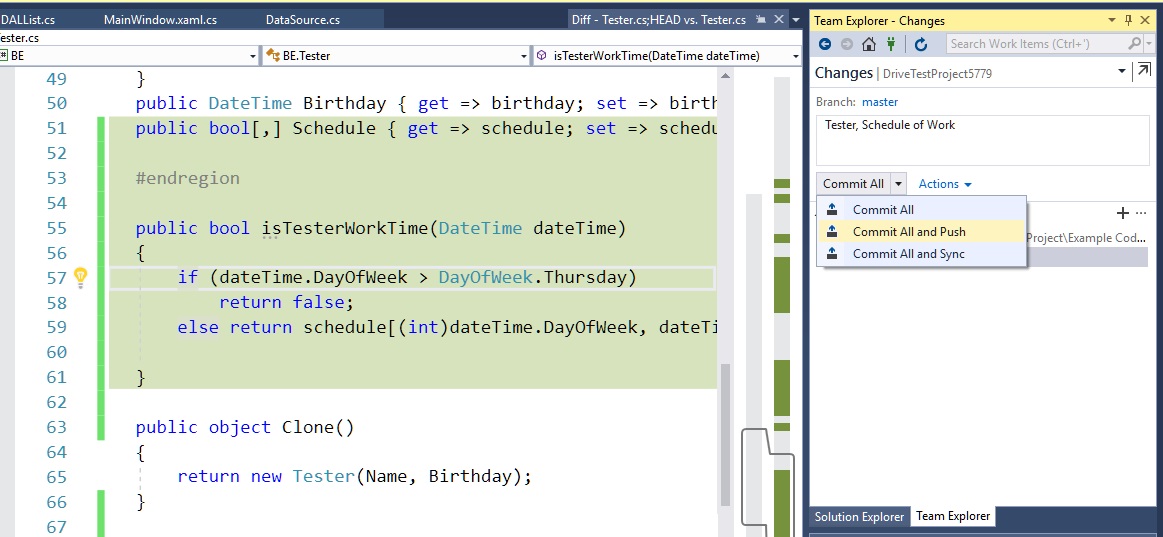 DALList.cs MainWindow.xaml.cs DataSource.cs Diff - Tester.cs;HEAD vs. Tester.cs
ester.cs
BE BE.Tester isTesterWorkTime(DateTime dateTime)
49 }
50 public DateTime Birthday { get => birthday; set => birth
51 public bool[,] Schedule { get => schedule; set => schedu
52
53 #endregion
54
55 public bool isTesterWorkTime(DateTime dateTime)
56 {
57 if (dateTime.DayOfWeek > DayOfWeek.Thursday)
58 return false;
59 else return schedule[(int)dateTime.DayOfWeek, dateTi
60
61 }
62
63 public object Clone()
64 {
65 return new Tester(Name, Birthday);
66 }
67
Team Explorer - Changes
Search Work Items (Ctrl+')
Changes | DriveTestProject5779
Branch: master
Tester, Schedule of Work
Commit All Actions
Commit All
Commit All and Push
Project\Example Cod...
Commit All and Sync
Solution Explorer Team Explorer